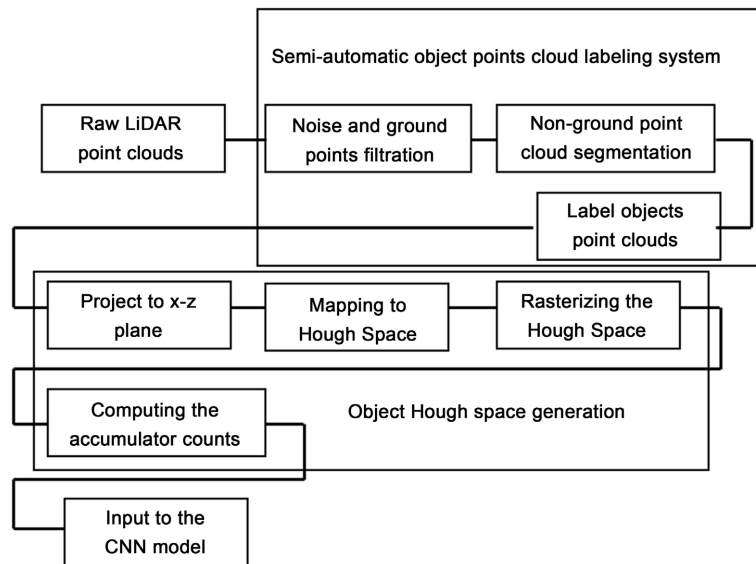 Semi-automatic object points cloud labeling system
Raw LiDAR
point clouds
Noise and ground
points filtration
Non-ground point
cloud segmentation
Label objects
point clouds
Project to x-z
plane
Mapping to
Hough Space
Rasterizing the
Hough Space
Computing the
accumulator counts
Object Hough space generation
Input to the
CNN model